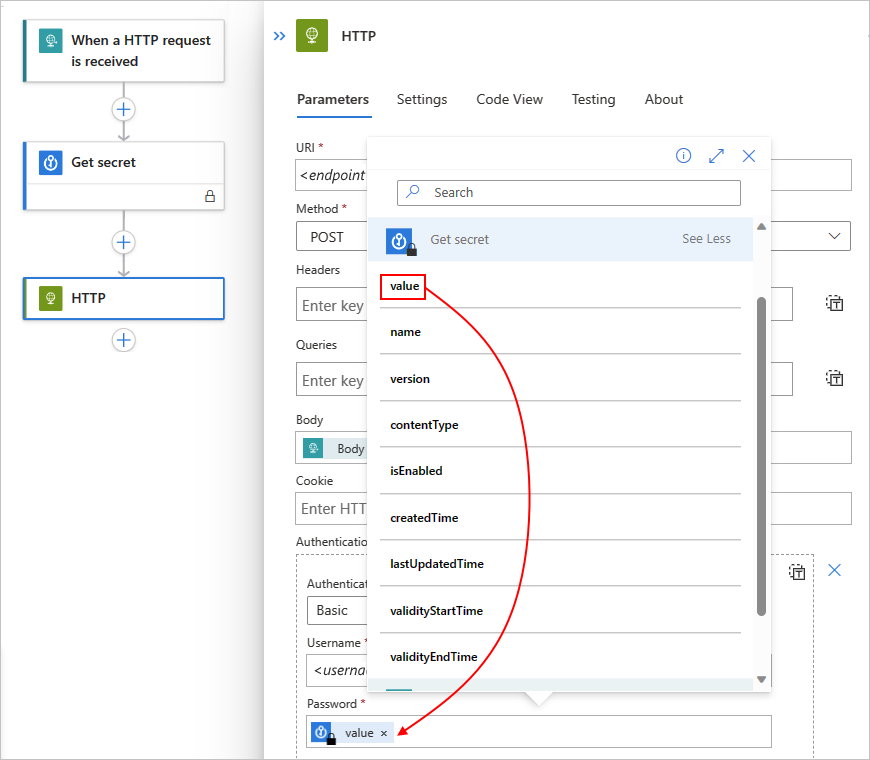 When a HTTP request
is received
Get secret
HTTP
HTTP
Parameters
Settings
Code View
Testing
About
URI *
<endpoint
Method *
POST
Headers
Enter key
Queries
Enter key
Body
Body
Cookie
Enter HTT
Authenticatio
Authenticat
Basic
Username *
<userna
Password *
value ×
Search
Get secret
See Less
value
name
version
contentType
isEnabled
createdTime
lastUpdatedTime
validityStartTime
validityEndTime